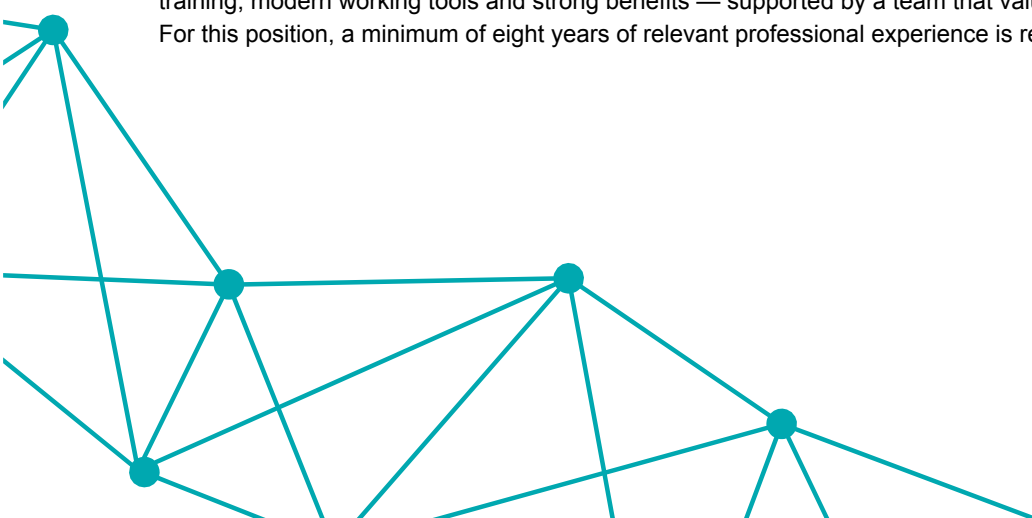 training, modern working tools and strong benefits — supported by a team that
For this position, a minimum of eight years of relevant professional experience is